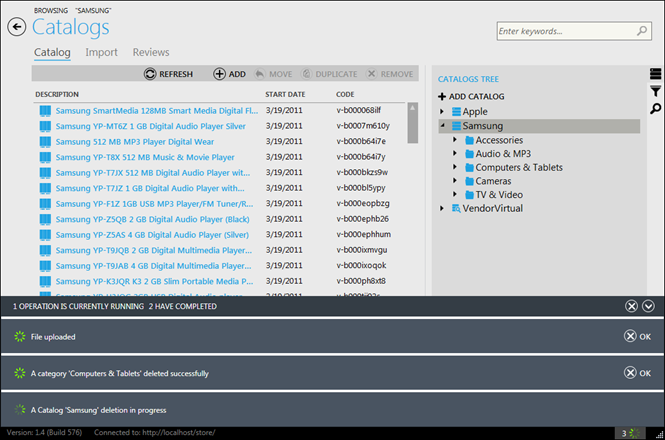 BROWSING "SAMSUNG"
Catalogs
Enter keywords...
Catalog Import Reviews
REFRESH ADD MOVE DUPLICATE REMOVE
CATALOGS TREE
ADD CATALOG
Apple
Samsung
Accessories
Audio & MP3
Computers & Tablets
Cameras
TV & Video
VendorVirtual
DESCRIPTION START DATE CODE
Samsung SmartMedia 128MB Smart Media Digital Fl... 3/19/2011 v-b000068ilf
Samsung YP-MT6Z 1 GB Digital Audio Player Silver 3/19/2011 v-b0007m610y
Samsung 512 MB MP3 Player Digital Wear 3/19/2011 v-b000b64i7e
Samsung YP-T8X 512 MB Music & Movie Player 3/19/2011 v-b000b64i7y
Samsung YP-T7JX 512 MB Digital Audio Player wit... 3/19/2011 v-b000bkzs9w
Samsung YP-T7JZ 1 GB Digital Audio Player with... 3/19/2011 v-b000bl5ypy
Samsung YP-F1Z 1GB USB MP3 Player/FM Tuner/R... 3/19/2011 v-b000eopbzg
Samsung YP-Z5QB 2 GB Digital Audio Player (Black) 3/19/2011 v-b000ephb26
Samsung YP-Z5AS 4 GB Digital Audio Player (Silver) 3/19/2011 v-b000ephhum
Samsung YP-T9JQB 2 GB Digital Multimedia Player... 3/19/2011 v-b000ixmvgu
Samsung YP-T9JAB 4 GB Digital Multimedia Player... 3/19/2011 v-b000ixoqok
Samsung YP-K3JQR K3 2 GB Slim Portable Media P... 3/19/2011 v-b000ph8xt8
1 OPERATION IS CURRENTLY RUNNING 2 HAVE COMPLETED
File uploaded OK
A category 'Computers & Tablets' deleted successfully OK
A Catalog 'Samsung' deletion in progress
Version: 1.4 (Build 576) Connected to: http://localhost/store/ 3